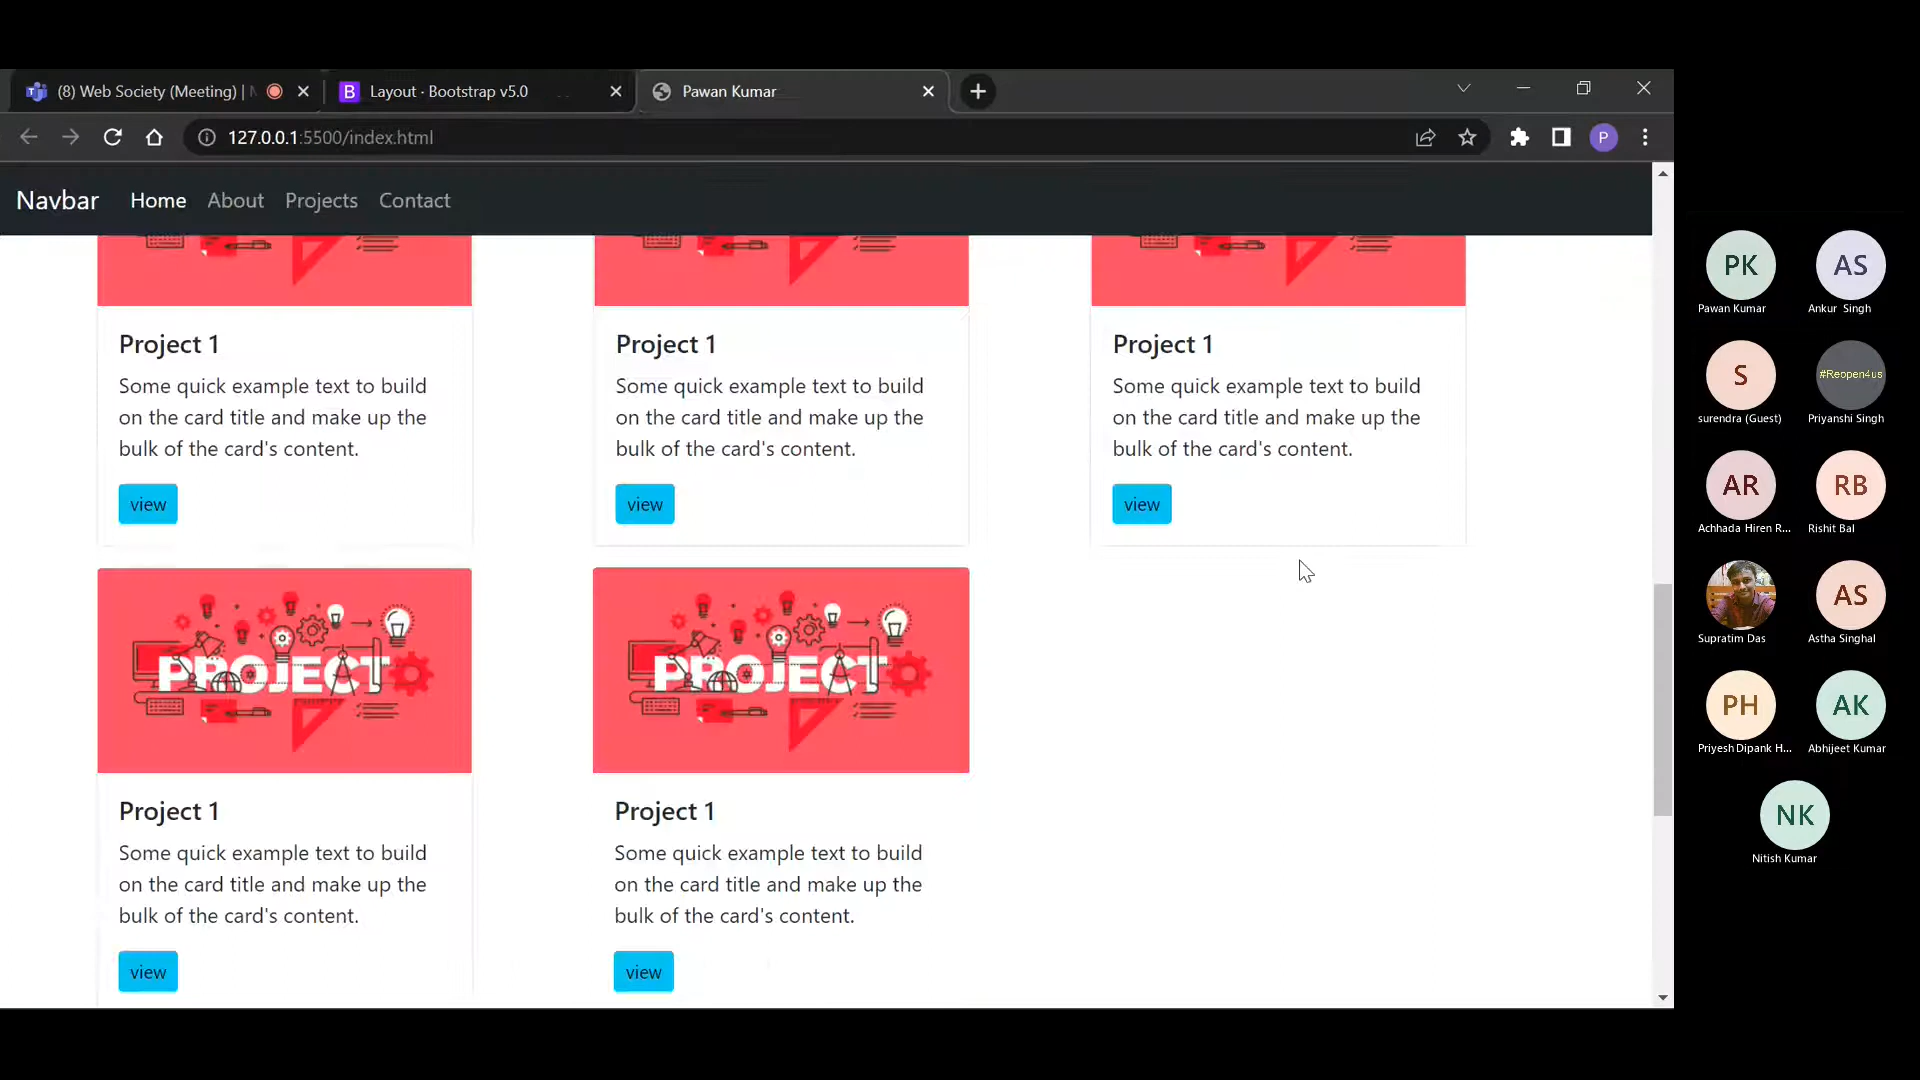 (8) Web Society (Meeting) |
Layout · Bootstrap v5.0
Pawan Kumar
127.0.0.1:5500/index.html
P
Navbar
Home
About
Projects
Contact
Project 1
Some quick example text to build
on the card title and make up the
bulk of the card's content.
view
Project 1
Some quick example text to build
on the card title and make up the
bulk of the card's content.
view
Project 1
Some quick example text to build
on the card title and make up the
bulk of the card's content.
view
PROJECT
Project 1
Some quick example text to build
on the card title and make up the
bulk of the card's content.
view
PROJECT
Project 1
Some quick example text to build
on the card title and make up the
bulk of the card's content.
view
PK
Pawan Kumar
AS
Ankur Singh
S
surendra (Guest)
#Reopen4us
Priyanshi Singh
AR
Achhada Hiren R...
RB
Rishit Bal
Supratim Das
AS
Astha Singhal
PH
Priyesh Dipank H...
AK
Abhijeet Kumar
NK
Nitish Kumar